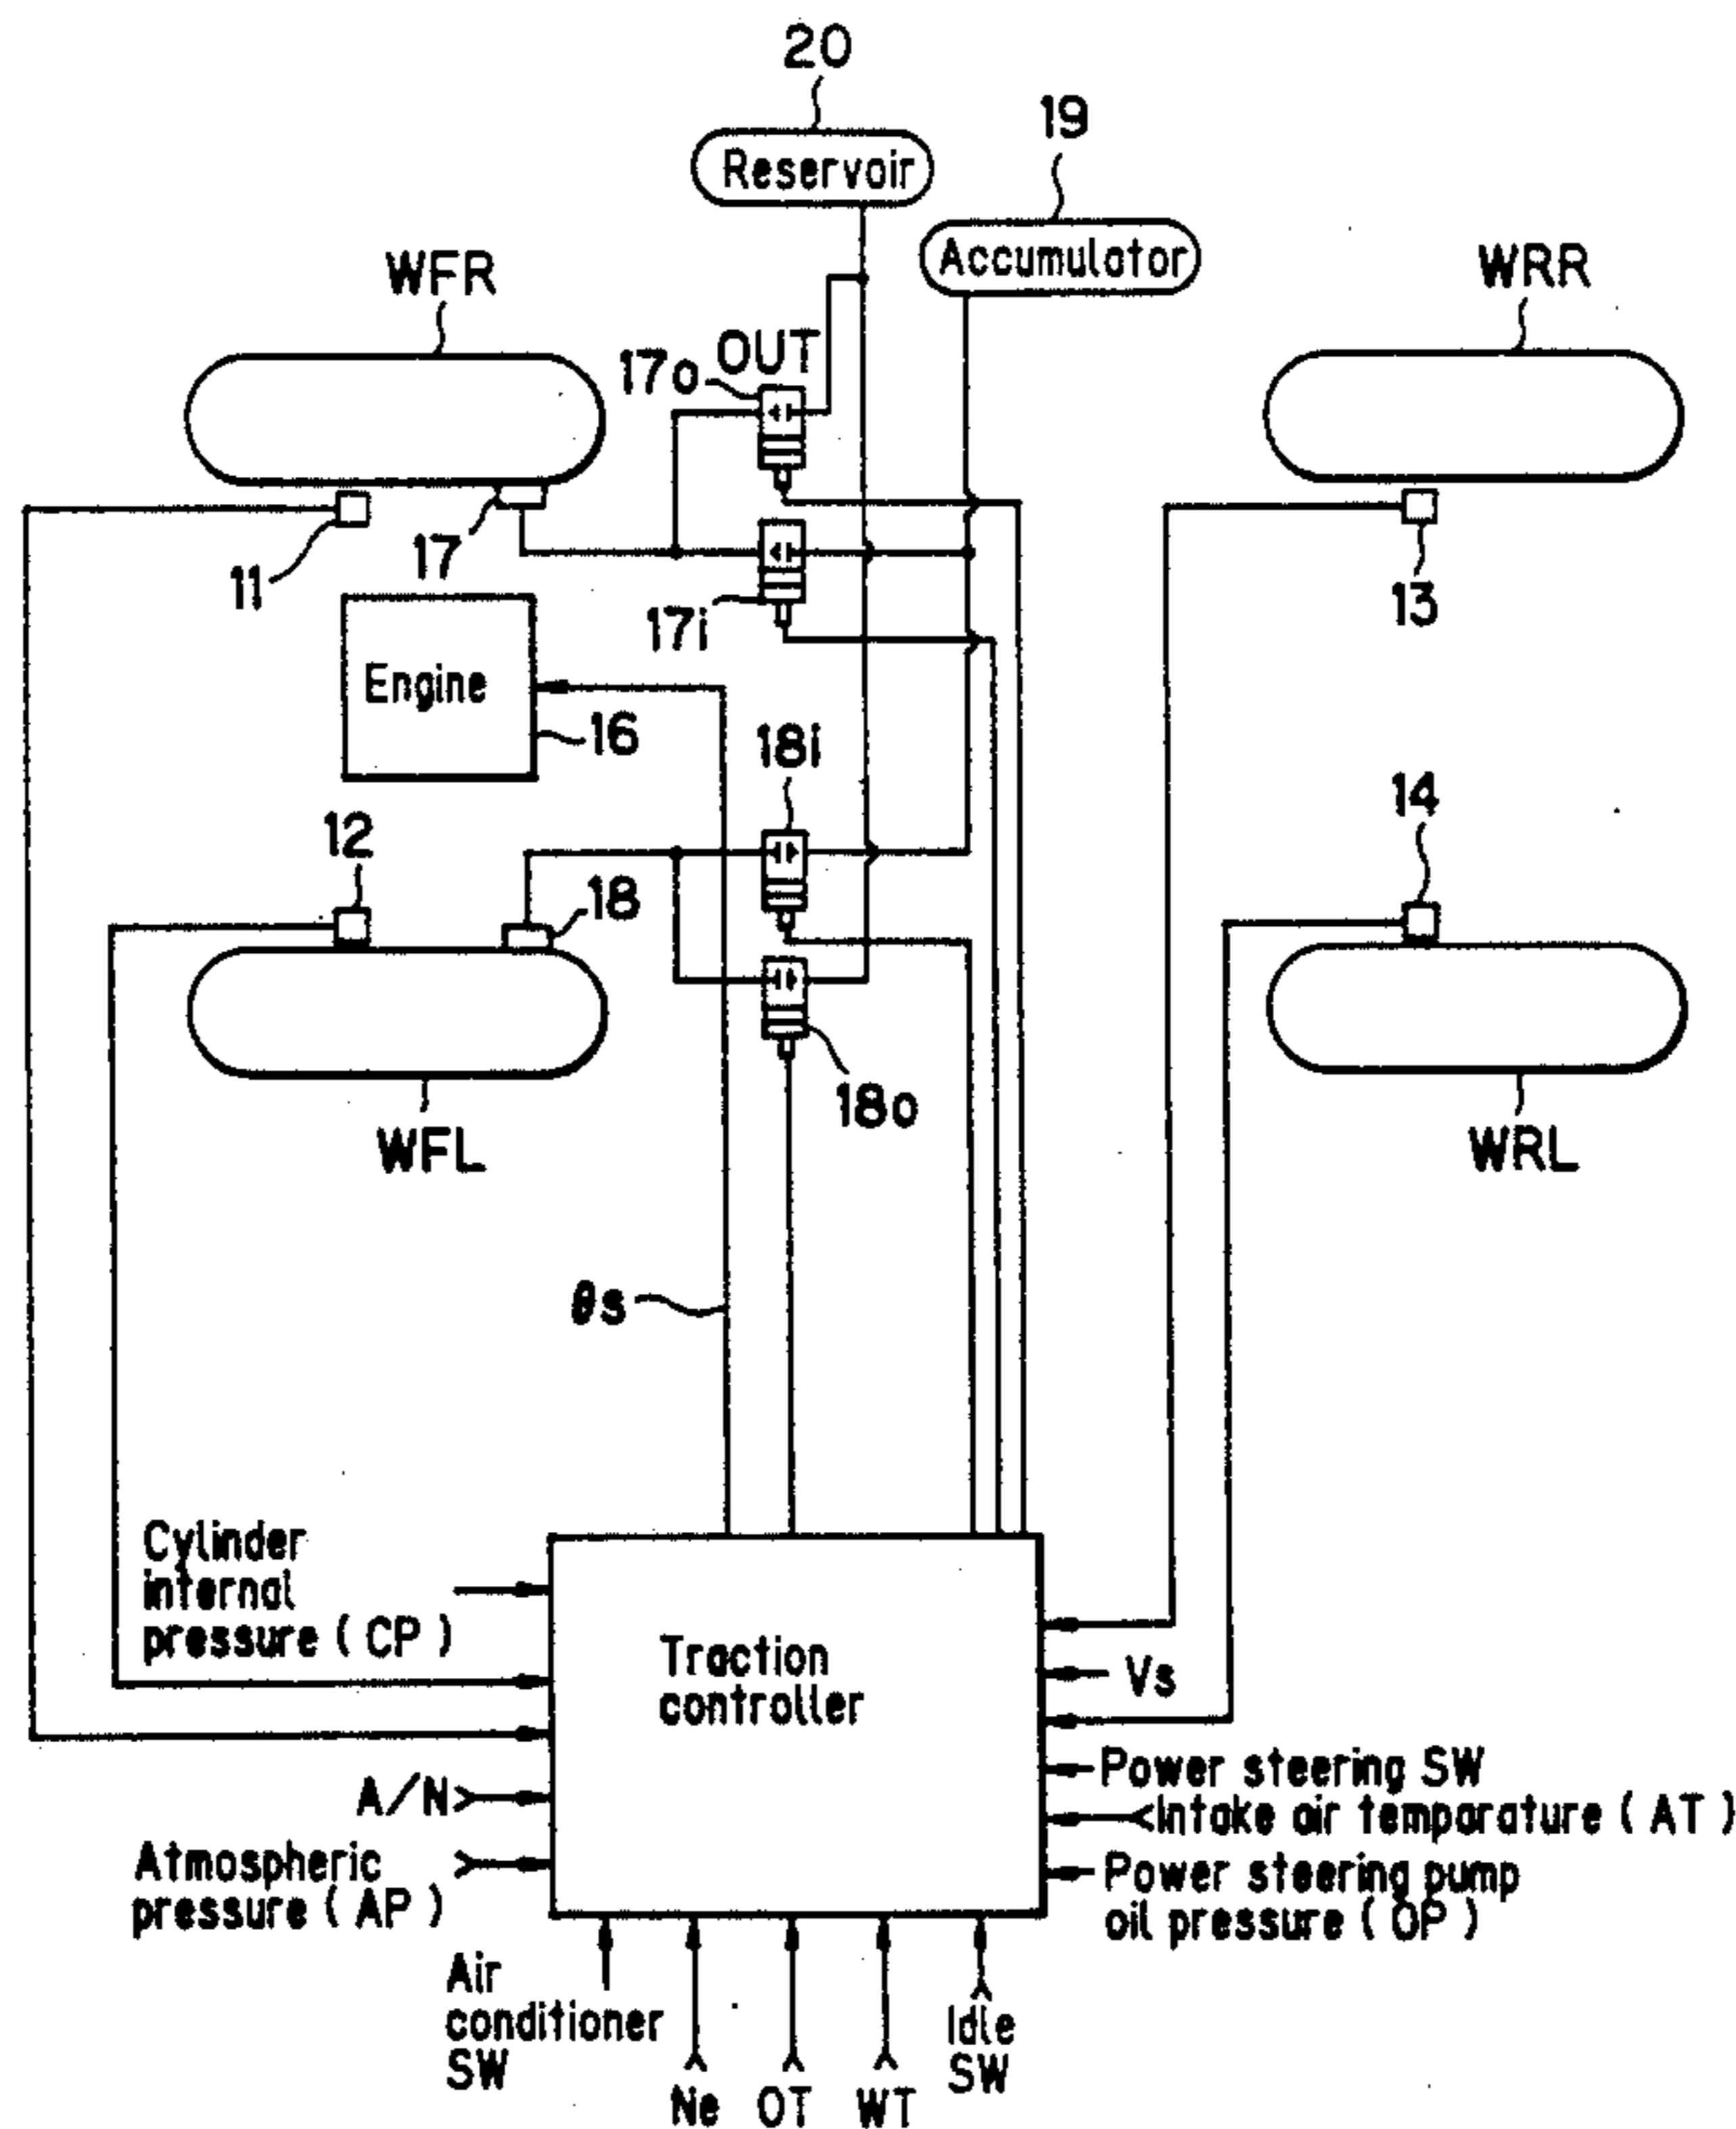 20
Reservoir
19
Accumulator
WFR
WRR
17o
OUT
11
17
17i
13
Engine
16
18i
12
18
14
18o
WFL
WRL
θs
Cylinder
internal
pressure ( CP )
Traction
controller
Vs
A/N
Power steering SW
Intake air temparature ( AT )
Atmospheric
pressure ( AP )
Power steering pump
oil pressure ( OP )
Air
conditioner
SW
Ne
OT
WT
Idle
SW